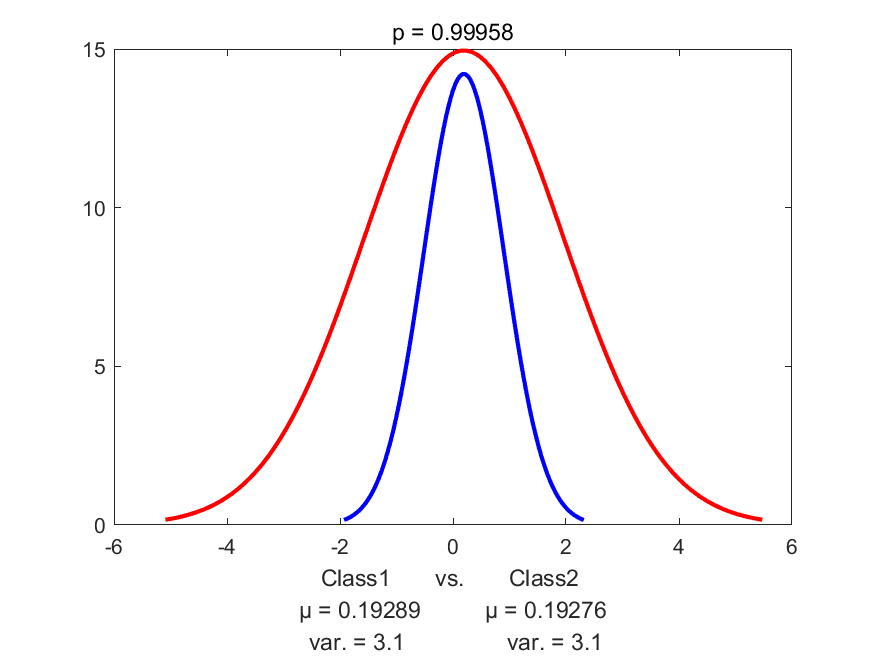 p = 0.99958
15
10
5
0
-6 -4 -2 0 2 4 6
Class1 vs. Class2
µ = 0.19289 µ = 0.19276
var. = 3.1 var. = 3.1